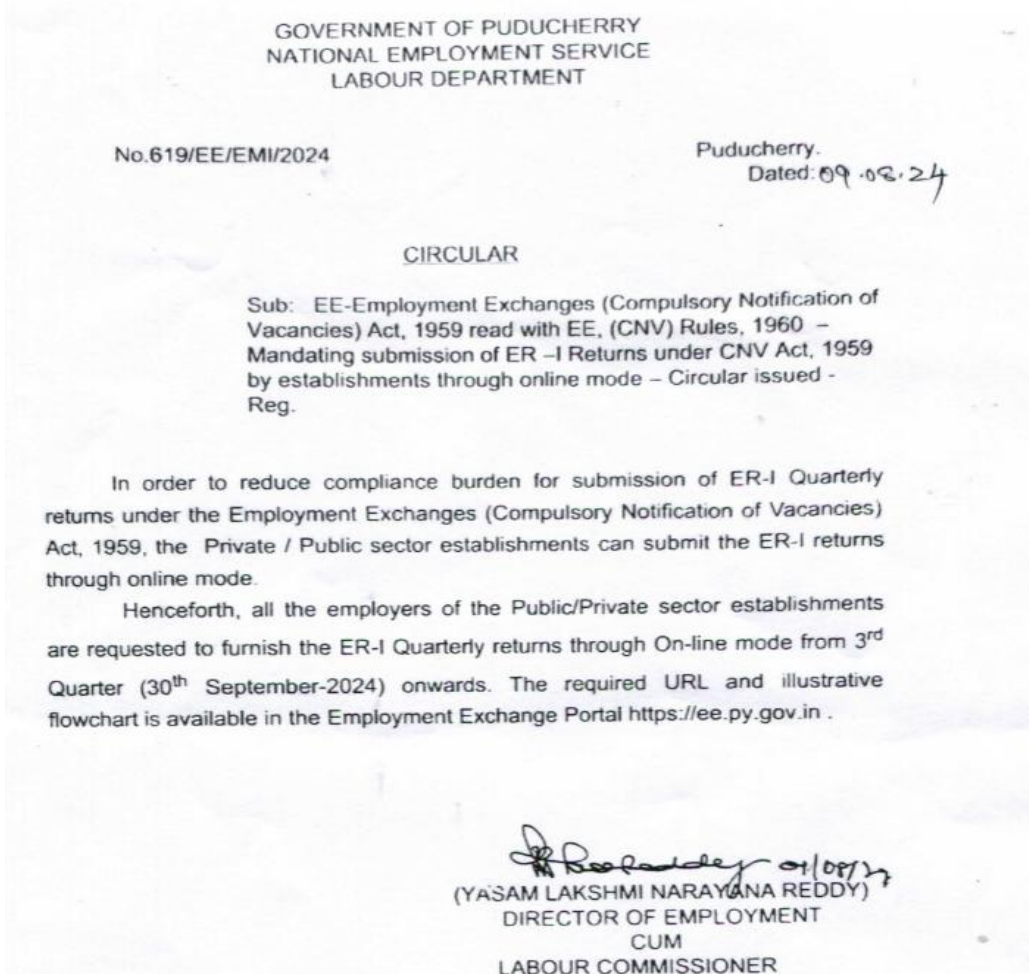 GOVERNMENT OF PUDUCHERRY
NATIONAL EMPLOYMENT SERVICE
LABOUR DEPARTMENT
No.619/EE/EMI/2024
Puducherry.
Dated: 09.08.24
CIRCULAR
Sub: EE-Employment Exchanges (Compulsory Notification of
Vacancies) Act, 1959 read with EE, (CNV) Rules, 1960 –
Mandating submission of ER –I Returns under CNV Act, 1959
by establishments through online mode – Circular issued -
Reg.
In order to reduce compliance burden for submission of ER-I Quarterly
returns under the Employment Exchanges (Compulsory Notification of Vacancies)
Act, 1959, the Private / Public sector establishments can submit the ER-I returns
through online mode.
Henceforth, all the employers of the Public/Private sector establishments
are requested to furnish the ER-I Quarterly returns through On-line mode from 3rd
Quarter (30th September-2024) onwards. The required URL and illustrative
flowchart is available in the Employment Exchange Portal https://ee.py.gov.in .
(YASAM LAKSHMI NARAYANA REDDY)
DIRECTOR OF EMPLOYMENT
CUM
LABOUR COMMISSIONER